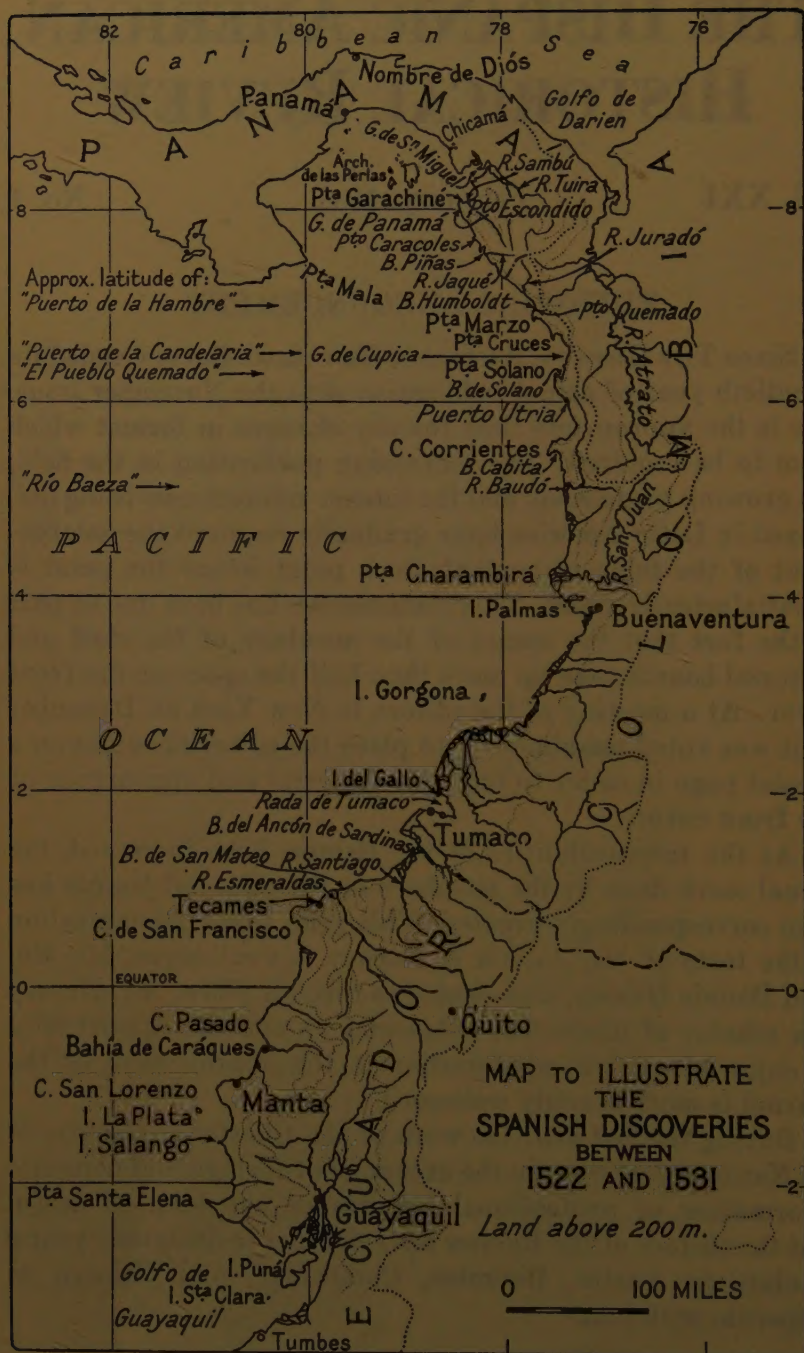 82 80 78 76
Caribbean Sea
Nombre de Diós
Panamá
PANAMA
Chicamá
Golfo de
Darien
G. de Sn Miguel
Arch.
de las Perlas
R. Sambú
R. Tuira
Pta Garachiné
Pto Escondido
8 8
G. de Panamá
Pto Caracoles
R. Juradó
B. Piñas
R. Jaqué
Approx. latitude of:
"Puerto de la Hambre"
Pta Mala
B. Humboldt
Pto Quemado
Pta Marzo
Pta Cruces
"Puerto de la Candelaria"
G. de Cupica
R. Atrato
"El Pueblo Quemado"
Pta Solano
B. de Solano
6 6
Puerto Utria
C. Corrientes
B. Cabita
"Río Baeza"
R. Baudó
R. San Juan
PACIFIC
Pta Charambirá
4 4
I. Palmas
Buenaventura
COLOMBIA
I. Gorgona
OCEAN
I. del Gallo
2 2
Rada de Tumaco
Tumaco
B. del Ancón de Sardinas
B. de San Mateo
R. Santiago
R. Esmeraldas
Tecames
C. de San Francisco
EQUATOR
0 0
C. Pasado
Quito
Bahía de Caráques
C. San Lorenzo
Manta
I. La Plata
I. Salango
ECUADOR
MAP TO ILLUSTRATE
THE
SPANISH DISCOVERIES
BETWEEN
1522 AND 1531
2
Pta Santa Elena
Guayaquil
Land above 200 m.
Golfo de
Guayaquil
I. Puná
I. Sta Clara
0 100 MILES
Tumbes